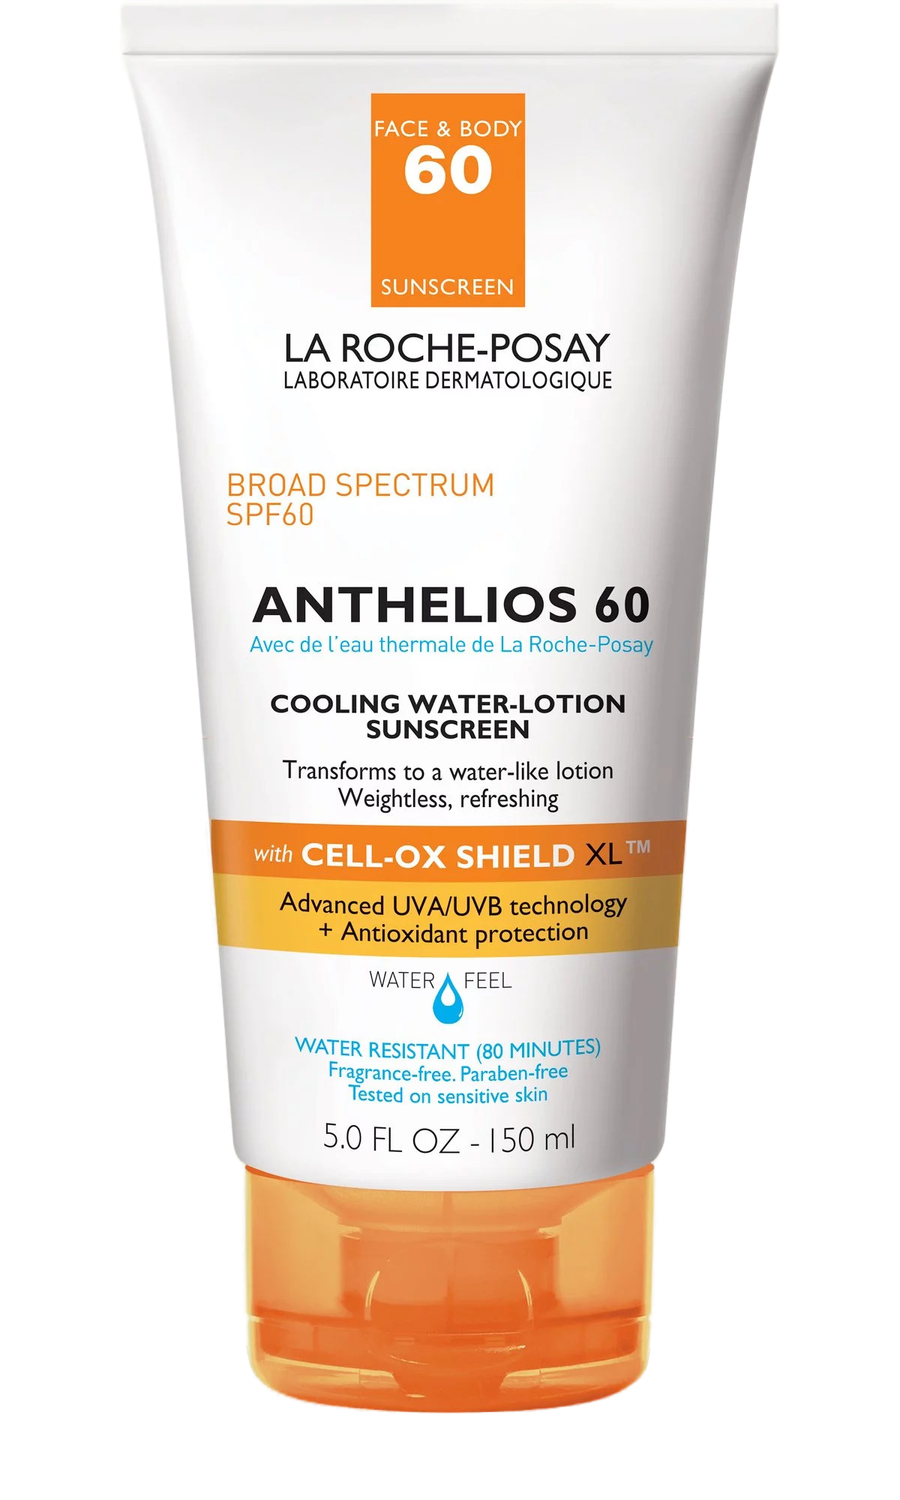 FACE & BODY
60
SUNSCREEN
LA ROCHE-POSAY
LABORATOIRE DERMATOLOGIQUE
BROAD SPECTRUM
SPF60
ANTHELIOS 60
Avec de l'eau thermale de La Roche-Posay
COOLING WATER-LOTION
SUNSCREEN
Transforms to a water-like lotion
Weightless, refreshing
with CELL-OX SHIELD XL™
Advanced UVA/UVB technology
+ Antioxidant protection
WATER FEEL
WATER RESISTANT (80 MINUTES)
Fragrance-free. Paraben-free
Tested on sensitive skin
5.0 FL OZ - 150 ml